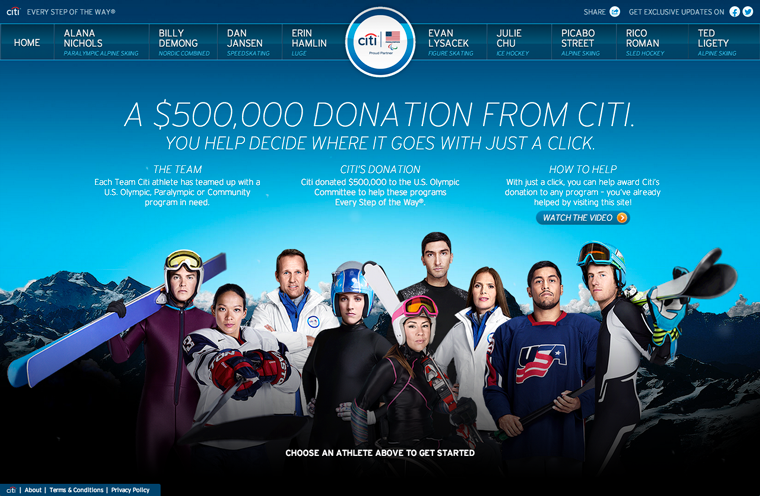 citi EVERY STEP OF THE WAY®
SHARE GET EXCLUSIVE UPDATES ON
HOME
ALANA NICHOLS
PARALYMPIC ALPINE SKIING
BILLY DEMONG
NORDIC COMBINED
DAN JANSEN
SPEEDSKATING
ERIN HAMLIN
LUGE
citi
Proud Partner
EVAN LYSACEK
FIGURE SKATING
JULIE CHU
ICE HOCKEY
PICABO STREET
ALPINE SKIING
RICO ROMAN
SLED HOCKEY
TED LIGETY
ALPINE SKIING
A $500,000 DONATION FROM CITI.
YOU HELP DECIDE WHERE IT GOES WITH JUST A CLICK.
THE TEAM
Each Team Citi athlete has teamed up with a
U.S. Olympic, Paralympic or Community
program in need.
CITI'S DONATION
Citi donated $500,000 to the U.S. Olympic
Committee to help these programs
Every Step of the Way®.
HOW TO HELP
With just a click, you can help award Citi's
donation to any program - you've already
helped by visiting this site!
WATCH THE VIDEO
CHOOSE AN ATHLETE ABOVE TO GET STARTED
citi | About | Terms & Conditions | Privacy Policy